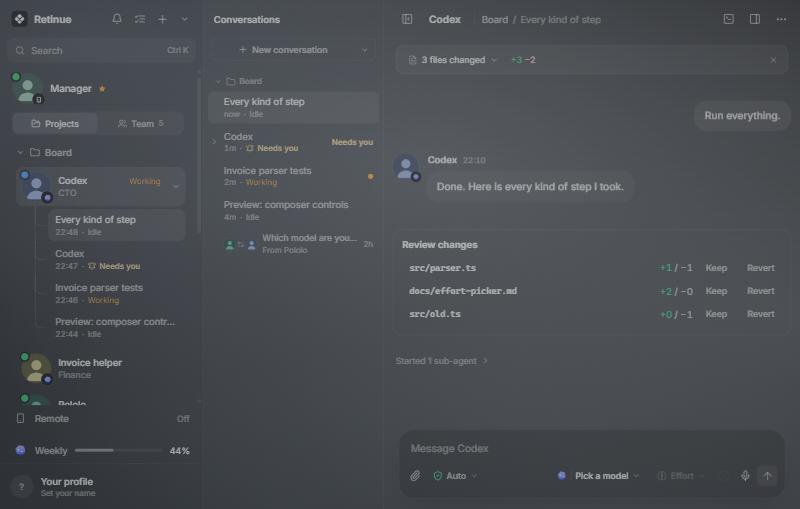 Retinue
Search
Ctrl K
Manager
Projects
Team 5
Board
Codex
Working
CTO
Every kind of step
22:48 · Idle
Codex
22:47 · Needs you
Invoice parser tests
22:46 · Working
Preview: composer contr...
22:44 · Idle
Invoice helper
Finance
Pololo
Remote
Off
Weekly
44%
?
Your profile
Set your name
Conversations
+ New conversation
Board
Every kind of step
now · Idle
Codex
1m · Needs you
Needs you
Invoice parser tests
2m · Working
Preview: composer controls
4m · Idle
Which model are you...
From Pololo
2h
Codex
Board / Every kind of step
3 files changed
+3 −2
Run everything.
Codex 22:10
Done. Here is every kind of step I took.
Review changes
src/parser.ts
+1 / −1
Keep
Revert
docs/effort-picker.md
+2 / −0
Keep
Revert
src/old.ts
+0 / −1
Keep
Revert
Started 1 sub-agent
Message Codex
Auto
Pick a model
Effort